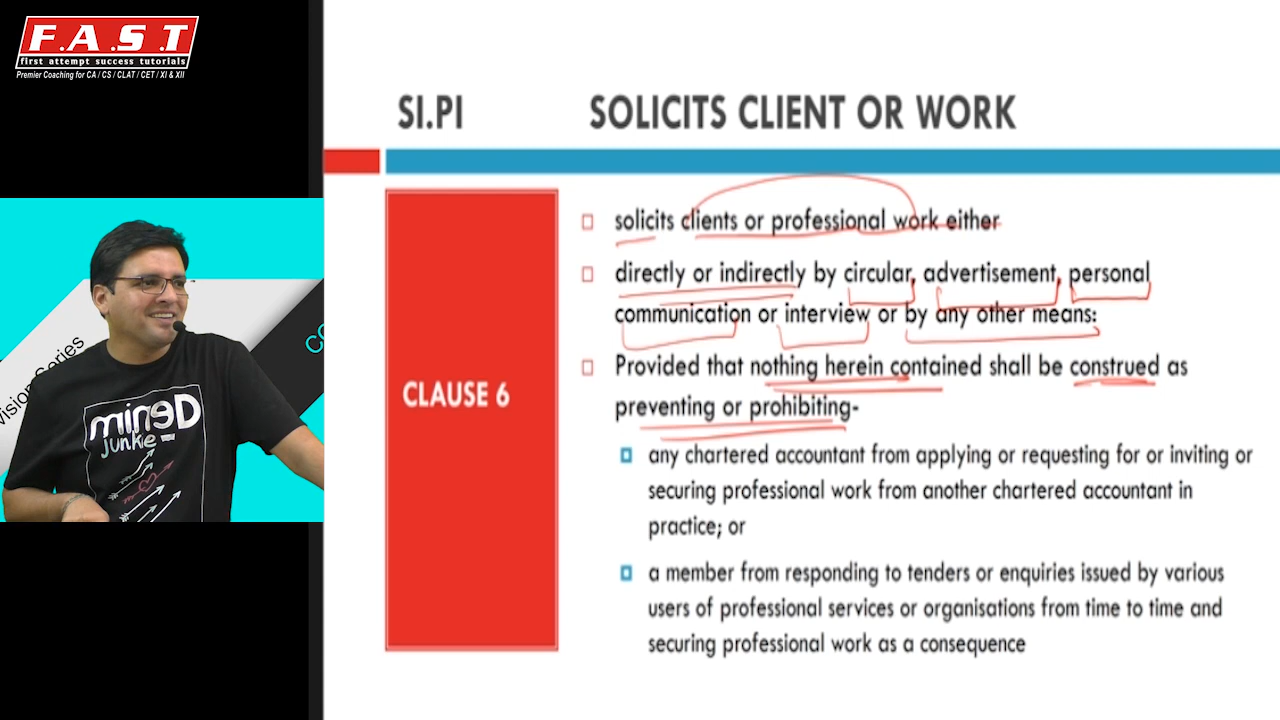 F.A.S.T
first attempt success tutorials
Premier Coaching for CA / CS / CLAT / CET / XI & XII
SI.PI SOLICITS CLIENT OR WORK
CLAUSE 6
solicits clients or professional work either
directly or indirectly by circular, advertisement, personal
communication or interview or by any other means:
Provided that nothing herein contained shall be construed as
preventing or prohibiting-
any chartered accountant from applying or requesting for or inviting or
securing professional work from another chartered accountant in
practice; or
a member from responding to tenders or enquiries issued by various
users of professional services or organisations from time to time and
securing professional work as a consequence
Series
mineD
junkie